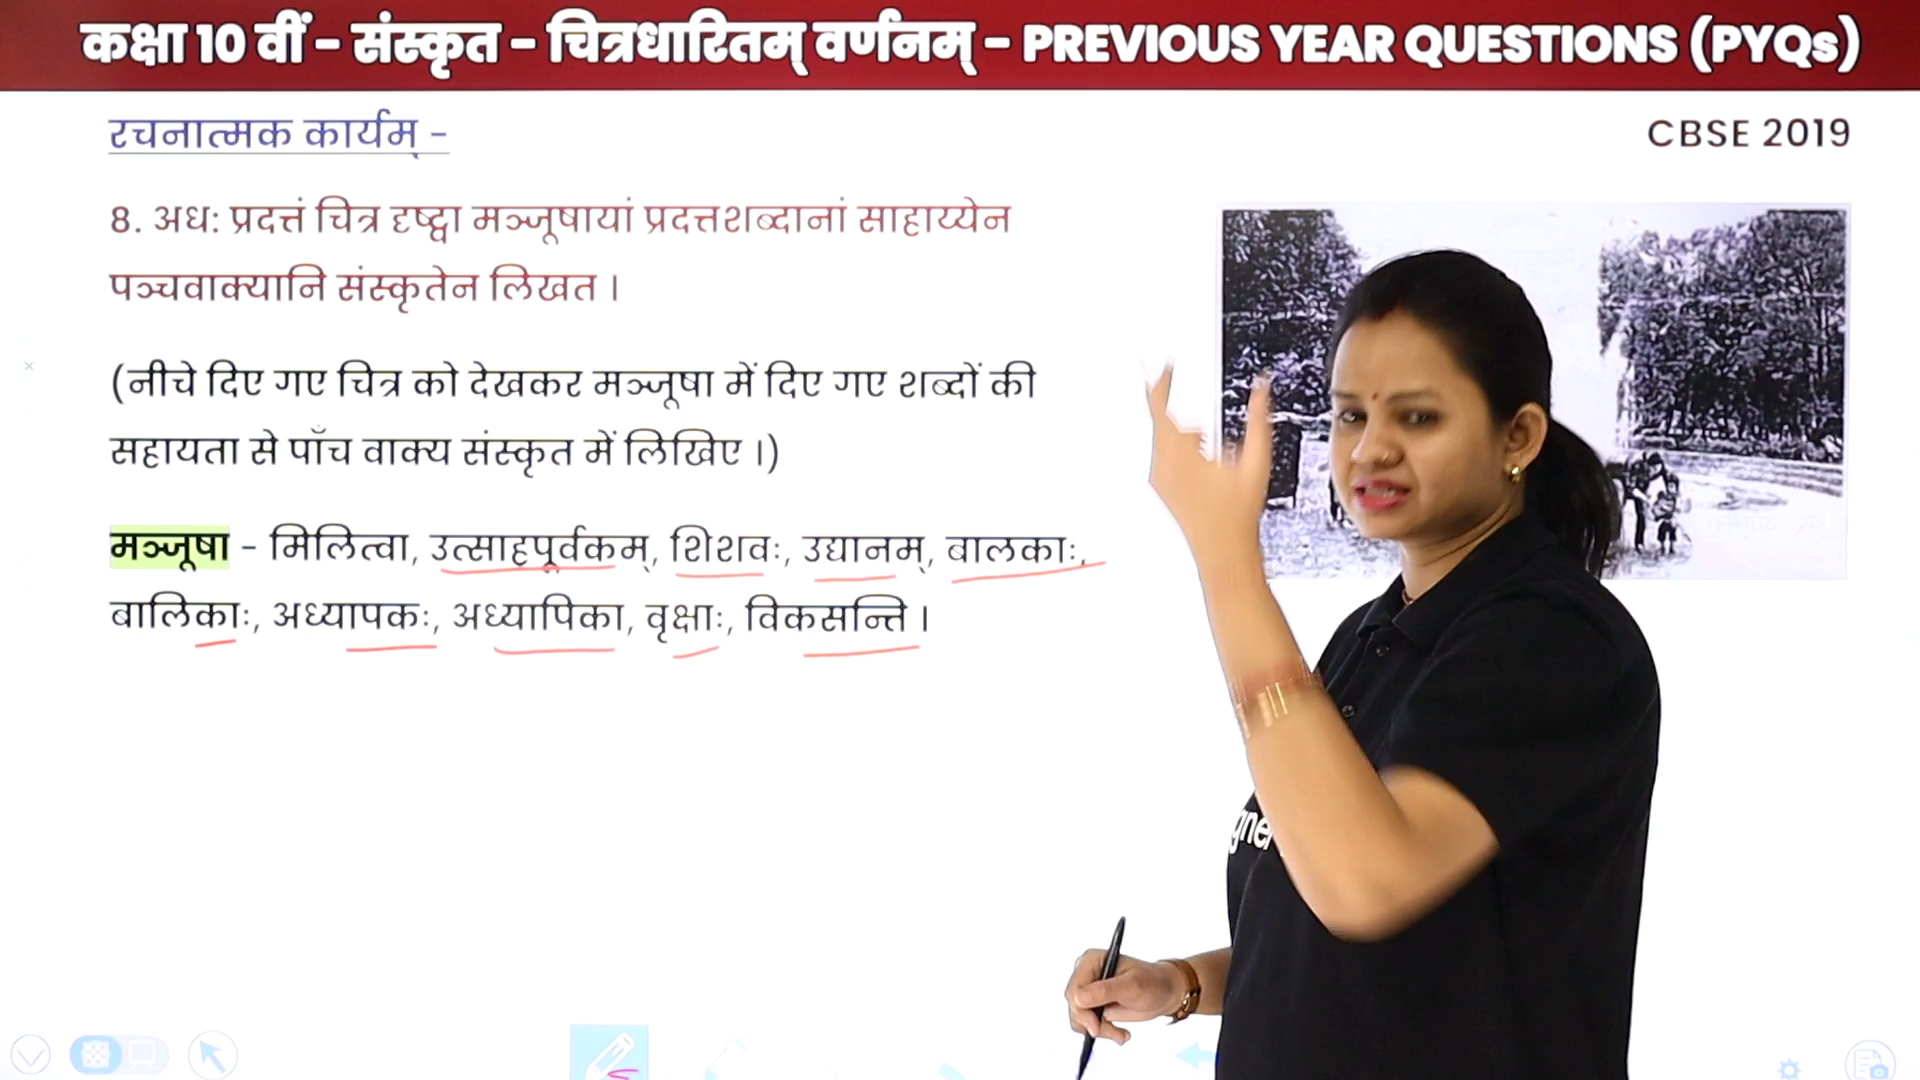 कक्षा 10 वीं - संस्कृत - चित्रधारितम् वर्णनम् - PREVIOUS YEAR QUESTIONS (PYQs)
रचनात्मक कार्यम् -
CBSE 2019
8. अध: प्रदत्तं चित्र दृष्ट्वा मञ्जूषायां प्रदत्तशब्दानां साहाय्येन
पञ्चवाक्यानि संस्कृतेन लिखत ।
(नीचे दिए गए चित्र को देखकर मञ्जूषा में दिए गए शब्दों की
सहायता से पाँच वाक्य संस्कृत में लिखिए ।)
मञ्जूषा - मिलित्वा, उत्साहपूर्वकम्, शिशवः, उद्यानम्, बालकाः,
बालिकाः, अध्यापकः, अध्यापिका, वृक्षाः, विकसन्ति ।